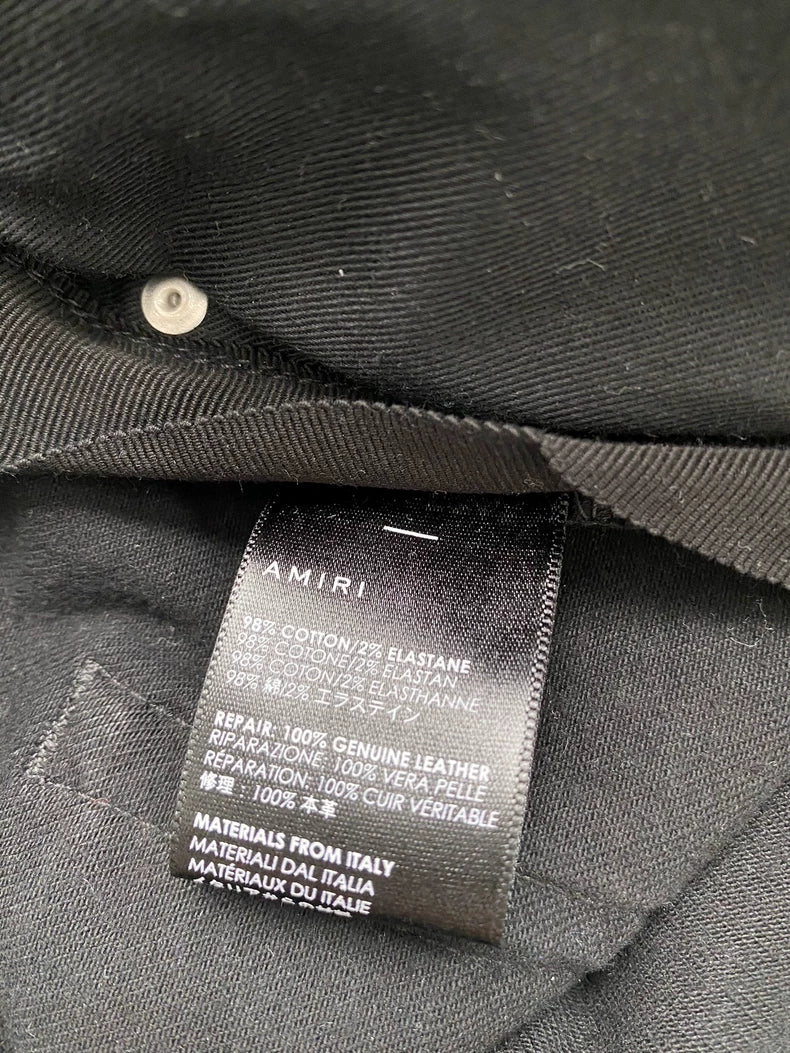 AMIRI
98% COTTON/2% ELASTANE
98% COTONE/2% ELASTAN
98% COTON/2% ELASTHANNE
98% 綿/2% エラステイン
REPAIR: 100% GENUINE LEATHER
RIPARAZIONE: 100% VERA PELLE
RÉPARATION: 100% CUIR VÉRITABLE
修理 : 100% 本革
MATERIALS FROM ITALY
MATERIALI DAL ITALIA
MATÉRIAUX DU ITALIE